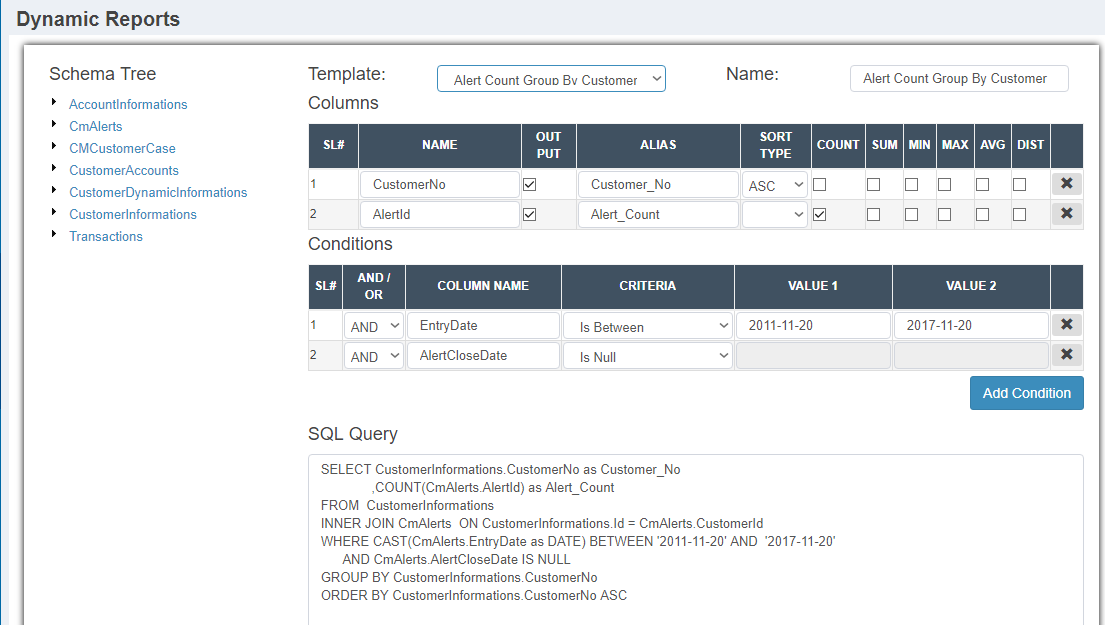 Dynamic Reports
Schema Tree
AccountInformations
CmAlerts
CMCustomerCase
CustomerAccounts
CustomerDynamicInformations
CustomerInformations
Transactions
Template: Alert Count Group By Customer Name: Alert Count Group By Customer
Columns
SL# NAME OUT PUT ALIAS SORT TYPE COUNT SUM MIN MAX AVG DIST
1 CustomerNo Customer_No ASC
2 AlertId Alert_Count
Conditions
SL# AND / OR COLUMN NAME CRITERIA VALUE 1 VALUE 2
1 AND EntryDate Is Between 2011-11-20 2017-11-20
2 AND AlertCloseDate Is Null
Add Condition
SQL Query
SELECT CustomerInformations.CustomerNo as Customer_No
,COUNT(CmAlerts.AlertId) as Alert_Count
FROM CustomerInformations
INNER JOIN CmAlerts ON CustomerInformations.Id = CmAlerts.CustomerId
WHERE CAST(CmAlerts.EntryDate as DATE) BETWEEN '2011-11-20' AND '2017-11-20'
AND CmAlerts.AlertCloseDate IS NULL
GROUP BY CustomerInformations.CustomerNo
ORDER BY CustomerInformations.CustomerNo ASC